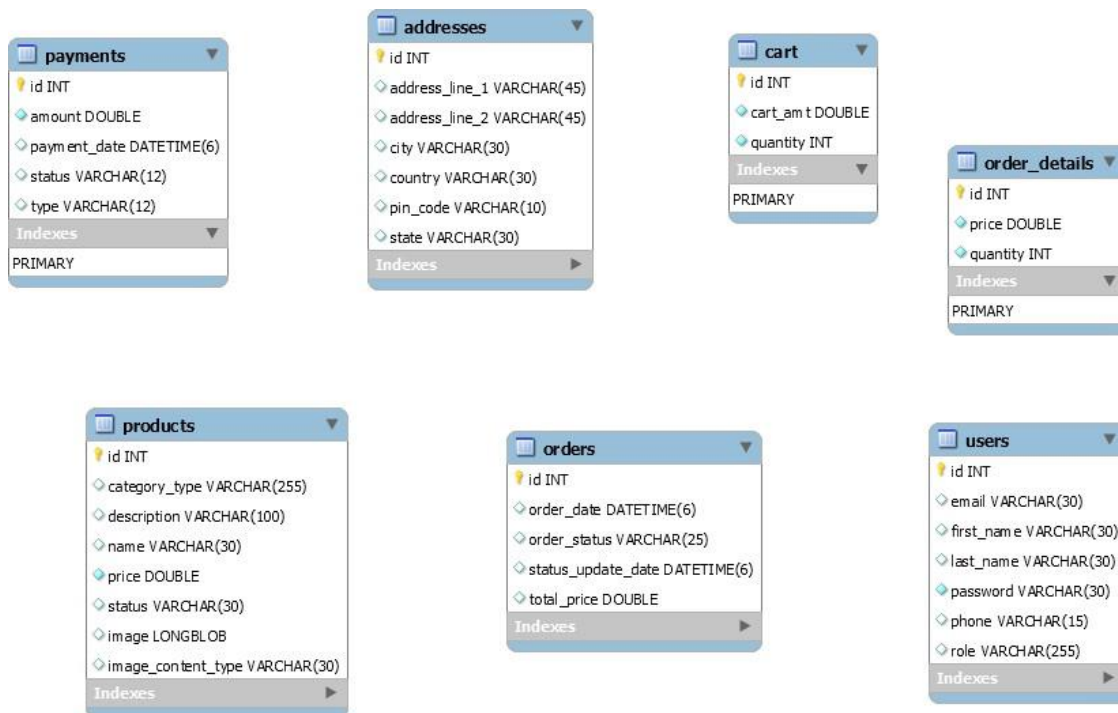 payments
id INT
amount DOUBLE
payment_date DATETIME(6)
status VARCHAR(12)
type VARCHAR(12)
Indexes
PRIMARY
addresses
id INT
address_line_1 VARCHAR(45)
address_line_2 VARCHAR(45)
city VARCHAR(30)
country VARCHAR(30)
pin_code VARCHAR(10)
state VARCHAR(30)
Indexes
cart
id INT
cart_amt DOUBLE
quantity INT
Indexes
PRIMARY
order_details
id INT
price DOUBLE
quantity INT
Indexes
PRIMARY
products
id INT
category_type VARCHAR(255)
description VARCHAR(100)
name VARCHAR(30)
price DOUBLE
status VARCHAR(30)
image LONGBLOB
image_content_type VARCHAR(30)
Indexes
orders
id INT
order_date DATETIME(6)
order_status VARCHAR(25)
status_update_date DATETIME(6)
total_price DOUBLE
Indexes
users
id INT
email VARCHAR(30)
first_name VARCHAR(30)
last_name VARCHAR(30)
password VARCHAR(30)
phone VARCHAR(15)
role VARCHAR(255)
Indexes